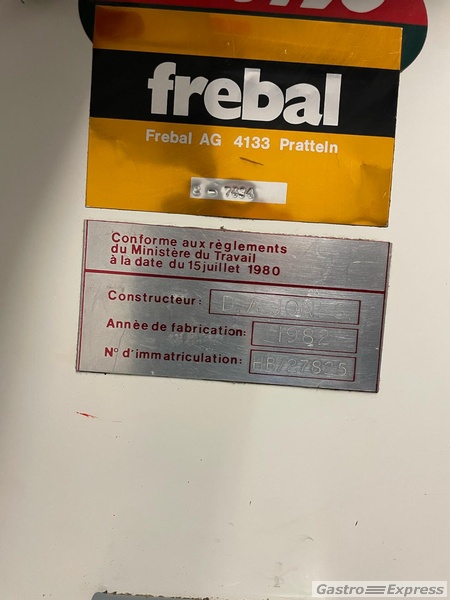 frebal
Frebal AG 4133 Pratteln
Conforme aux règlements
du Ministère du Travail
à la date du 15 juillet 1980
Constructeur:
Année de fabrication: 1982
N° d'immatriculation:
Gastro Express